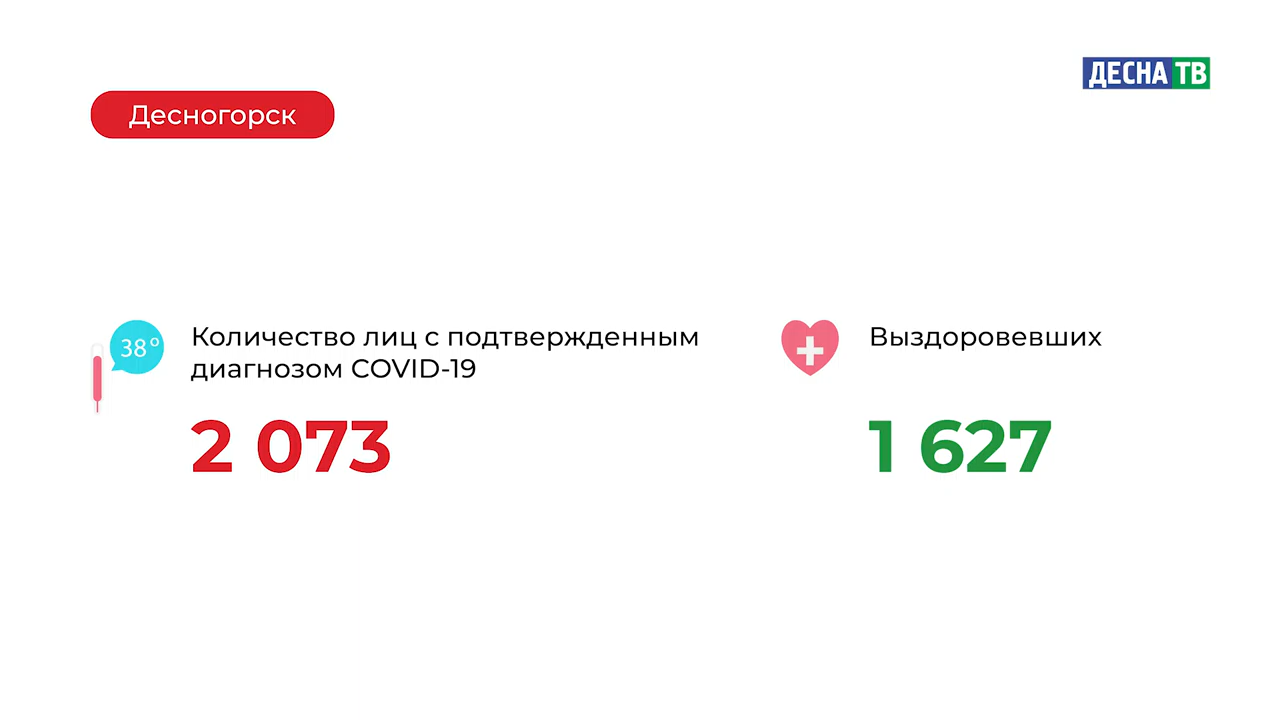 ДЕСНА ТВ
Десногорск
38°
Количество лиц с подтвержденным
диагнозом COVID-19
2 073
Выздоровевших
1 627